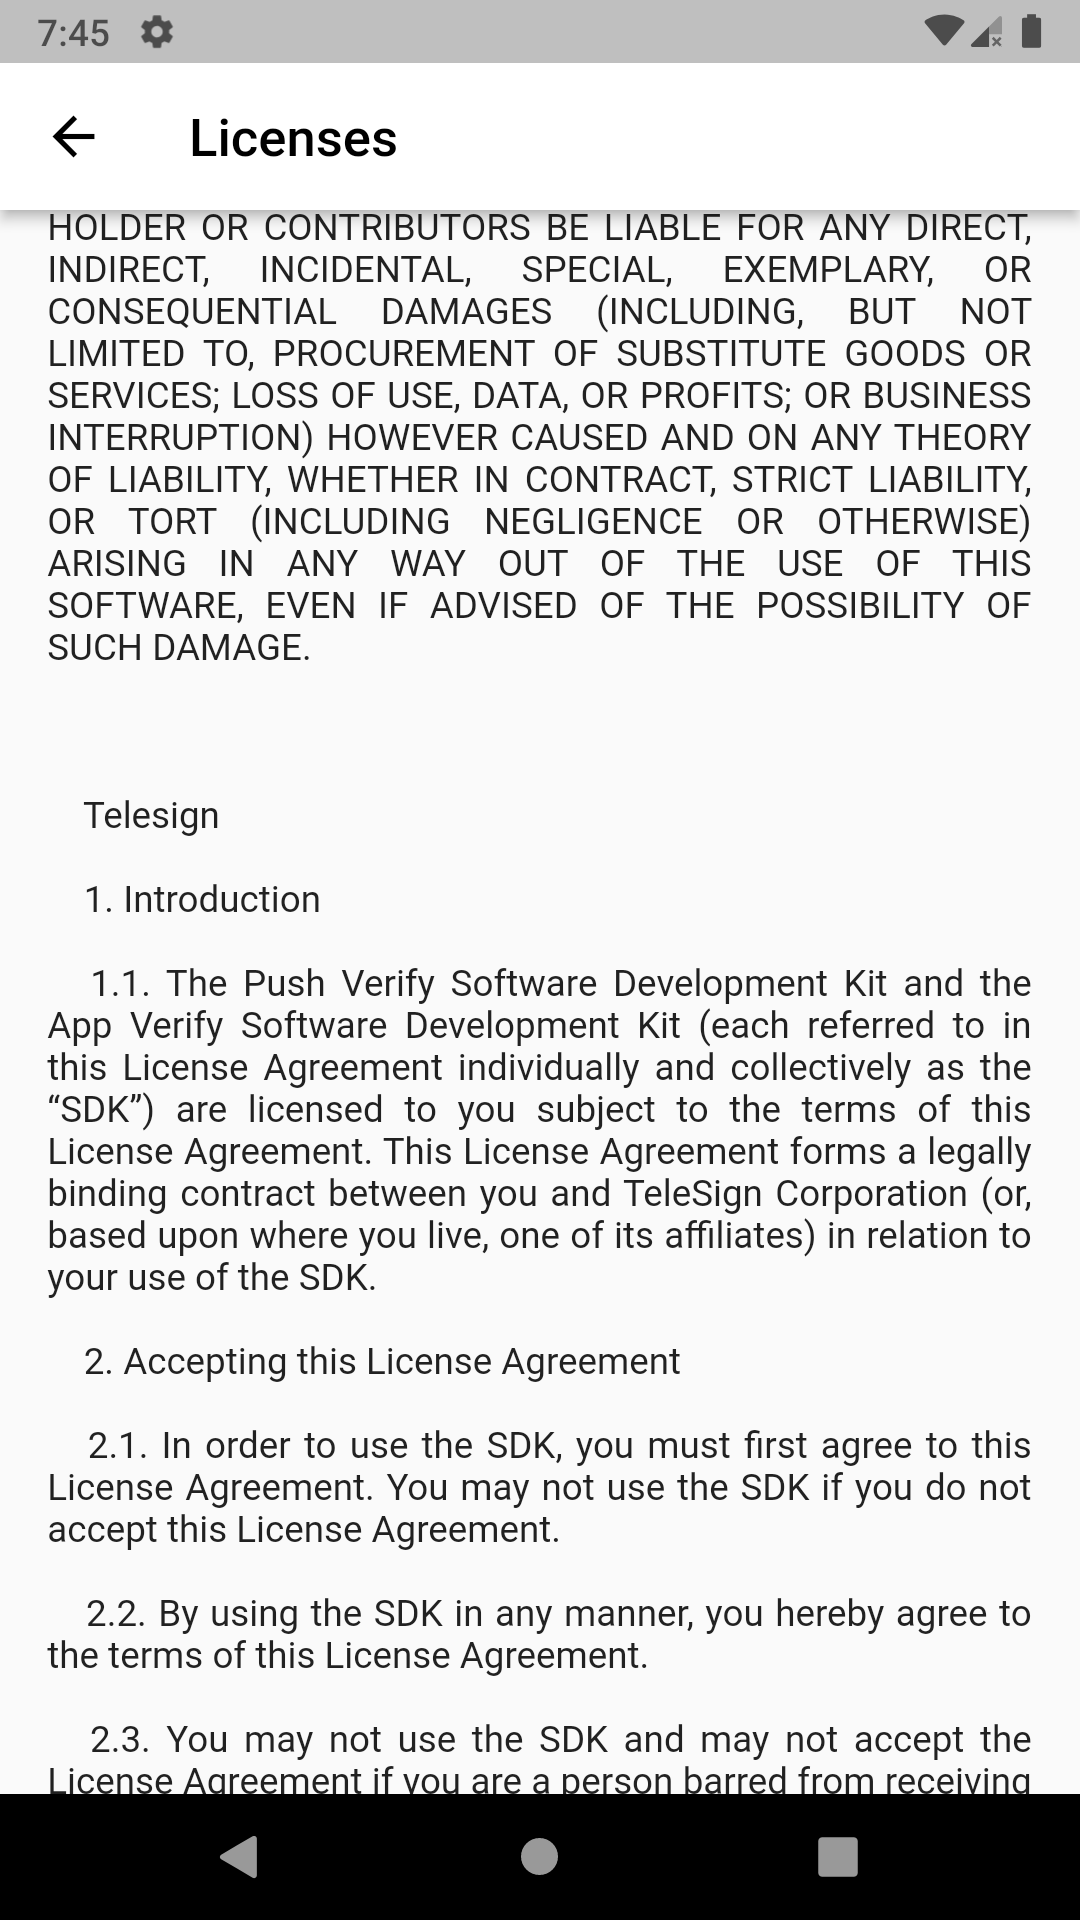 7:45
Licenses
HOLDER OR CONTRIBUTORS BE LIABLE FOR ANY DIRECT,
INDIRECT, INCIDENTAL, SPECIAL, EXEMPLARY, OR
CONSEQUENTIAL DAMAGES (INCLUDING, BUT NOT
LIMITED TO, PROCUREMENT OF SUBSTITUTE GOODS OR
SERVICES; LOSS OF USE, DATA, OR PROFITS; OR BUSINESS
INTERRUPTION) HOWEVER CAUSED AND ON ANY THEORY
OF LIABILITY, WHETHER IN CONTRACT, STRICT LIABILITY,
OR TORT (INCLUDING NEGLIGENCE OR OTHERWISE)
ARISING IN ANY WAY OUT OF THE USE OF THIS
SOFTWARE, EVEN IF ADVISED OF THE POSSIBILITY OF
SUCH DAMAGE.
Telesign
1. Introduction
1.1. The Push Verify Software Development Kit and the
App Verify Software Development Kit (each referred to in
this License Agreement individually and collectively as the
“SDK”) are licensed to you subject to the terms of this
License Agreement. This License Agreement forms a legally
binding contract between you and TeleSign Corporation (or,
based upon where you live, one of its affiliates) in relation to
your use of the SDK.
2. Accepting this License Agreement
2.1. In order to use the SDK, you must first agree to this
License Agreement. You may not use the SDK if you do not
accept this License Agreement.
2.2. By using the SDK in any manner, you hereby agree to
the terms of this License Agreement.
2.3. You may not use the SDK and may not accept the
License Agreement if you are a person barred from receiving